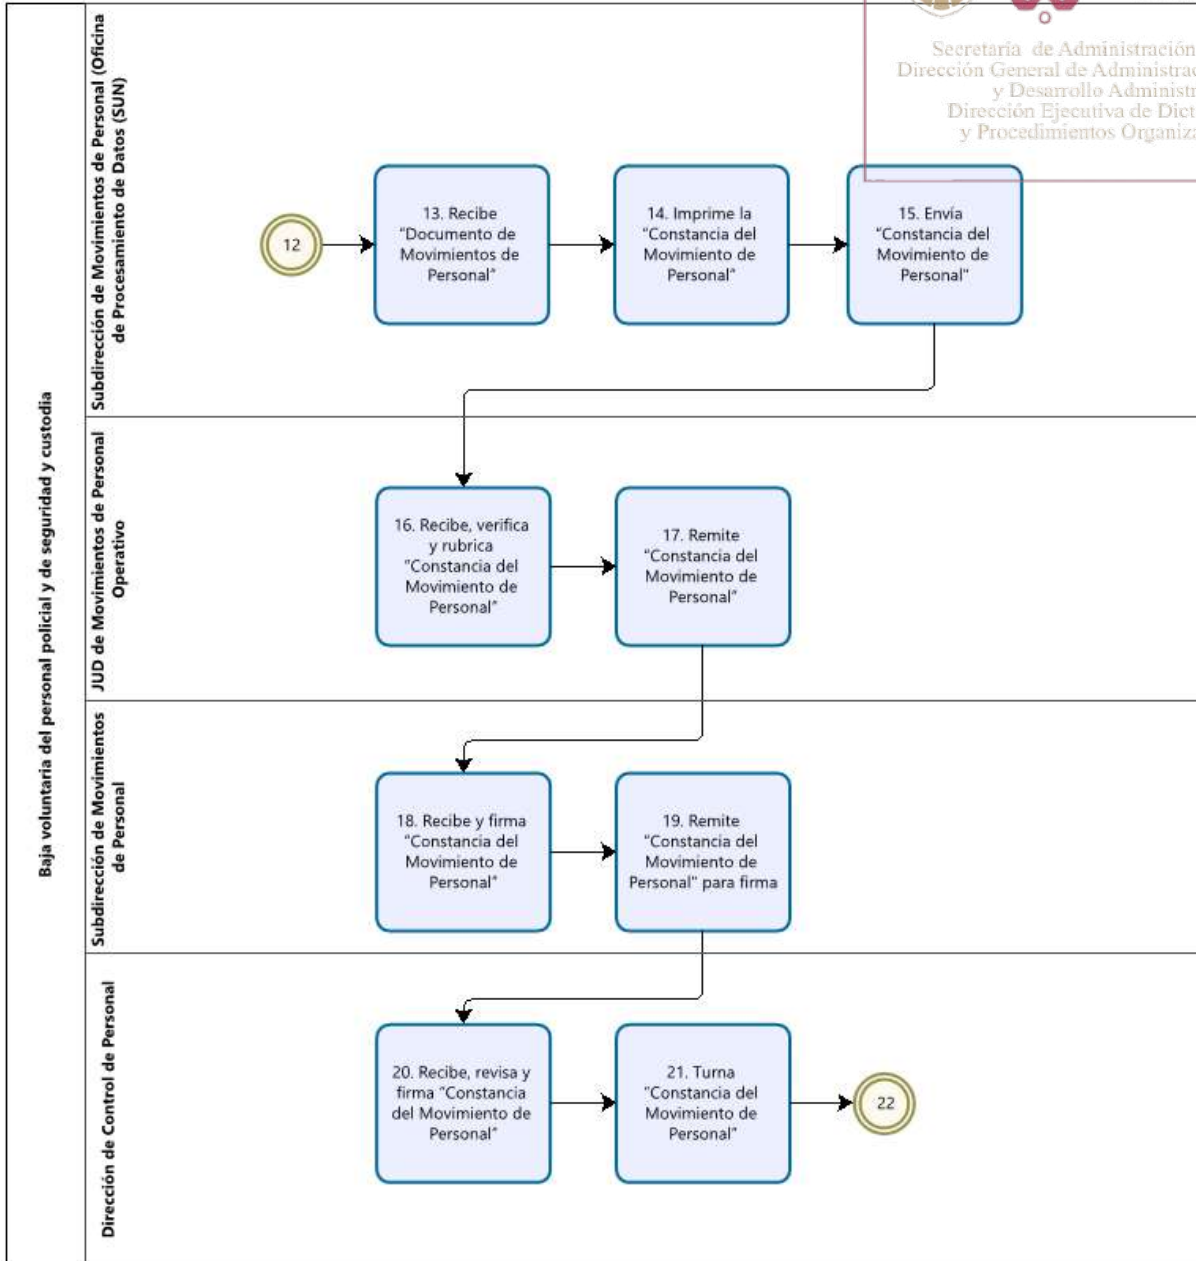 Secretaría de Administración
Dirección General de Administrac
y Desarrollo Administr
Dirección Ejecutiva de Dict
y Procedimientos Organiza
Baja voluntaria del personal policial y de seguridad y custodia
Subdirección de Movimientos de Personal (Oficina
de Procesamiento de Datos (SUN)
12
13. Recibe
“Documento de
Movimientos de
Personal”
14. Imprime la
“Constancia del
Movimiento de
Personal”
15. Envía
“Constancia del
Movimiento de
Personal”
JUD de Movimientos de Personal
Operativo
16. Recibe, verifica
y rubrica
“Constancia del
Movimiento de
Personal”
17. Remite
“Constancia del
Movimiento de
Personal”
Subdirección de Movimientos
de Personal
18. Recibe y firma
“Constancia del
Movimiento de
Personal”
19. Remite
“Constancia del
Movimiento de
Personal” para firma
Dirección de Control de Personal
20. Recibe, revisa y
firma “Constancia
del Movimiento de
Personal”
21. Turna
“Constancia del
Movimiento de
Personal”
22